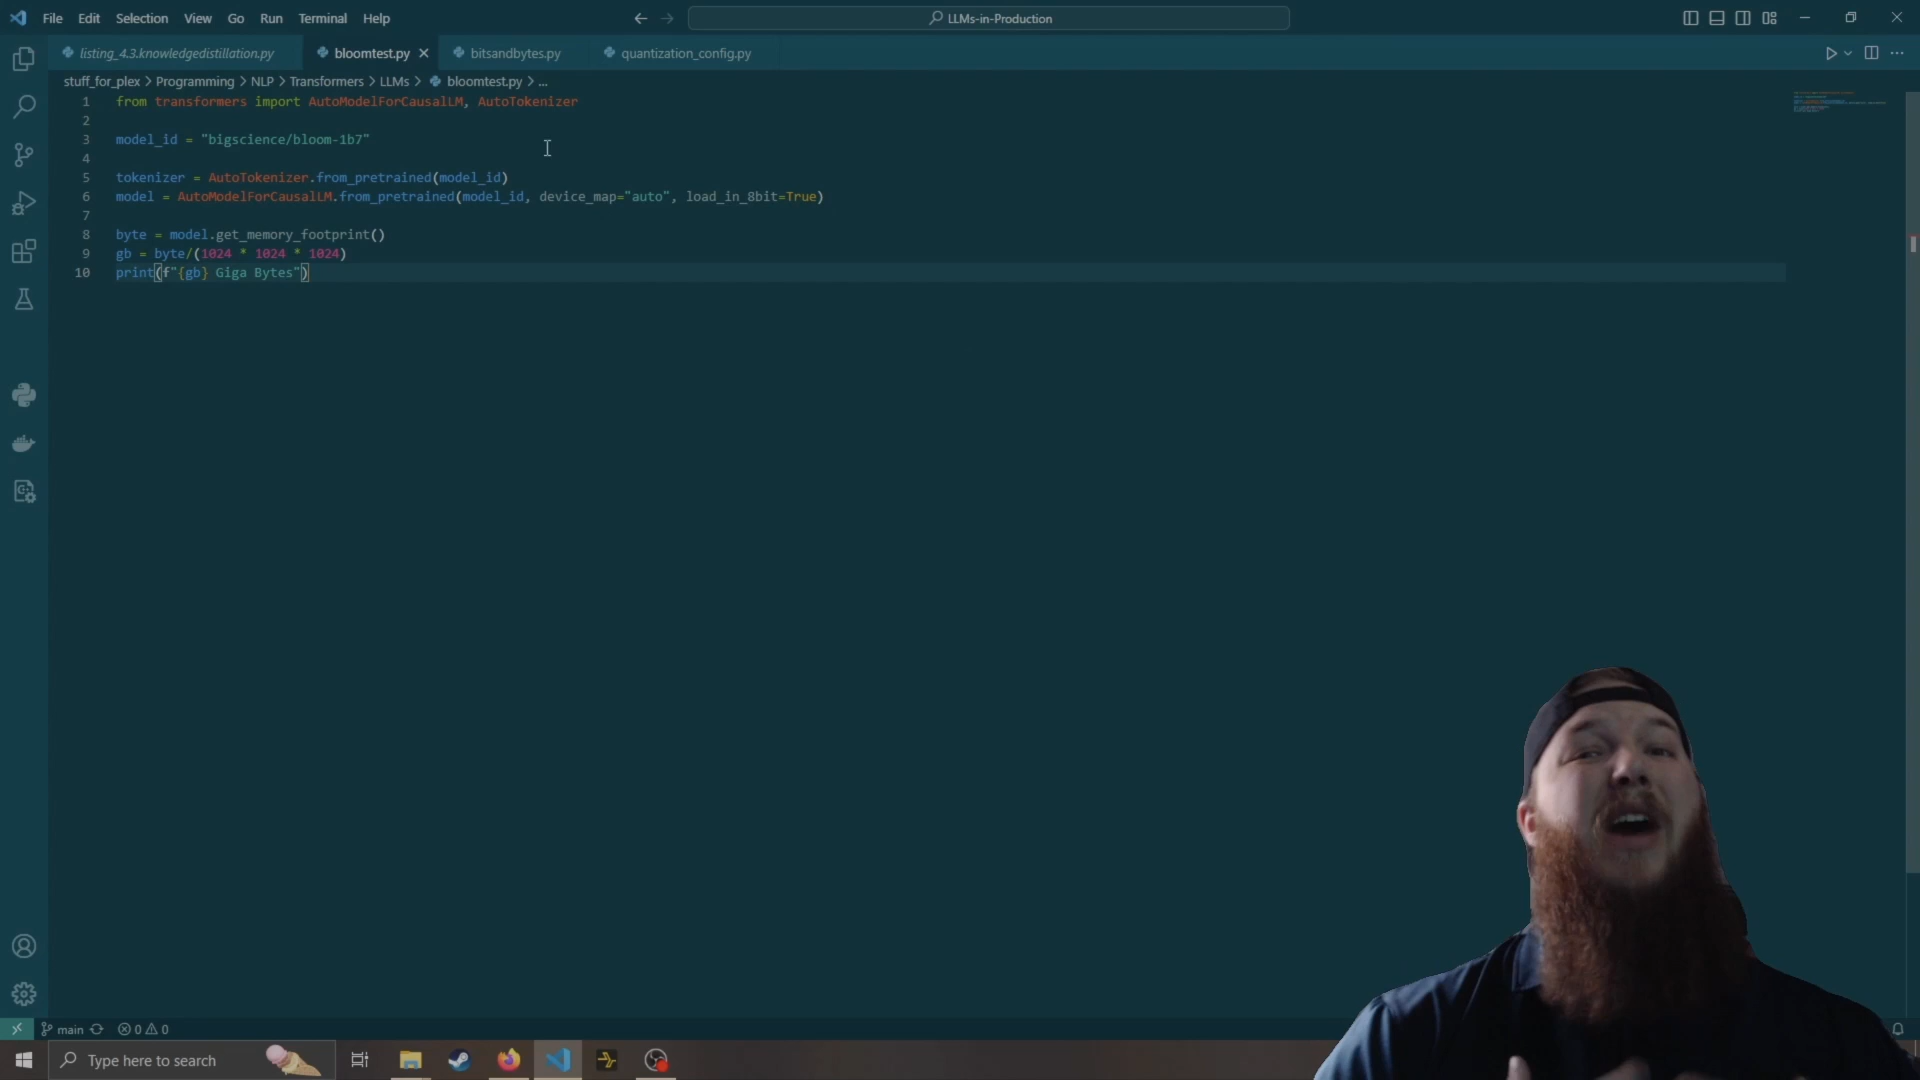 File Edit Selection View Go Run Terminal Help
LLMs-in-Production
listing_4.3.knowledgedistillation.py bloomtest.py bitsandbytes.py quantization_config.py
stuff_for_plex > Programming > NLP > Transformers > LLMs > bloomtest.py > ...
1 from transformers import AutoModelForCausalLM, AutoTokenizer
2
3 model_id = "bigscience/bloom-1b7"
4
5 tokenizer = AutoTokenizer.from_pretrained(model_id)
6 model = AutoModelForCausalLM.from_pretrained(model_id, device_map="auto", load_in_8bit=True)
7
8 byte = model.get_memory_footprint()
9 gb = byte/(1024 * 1024 * 1024)
10 print(f"{gb} Giga Bytes")
main 0 0
Type here to search